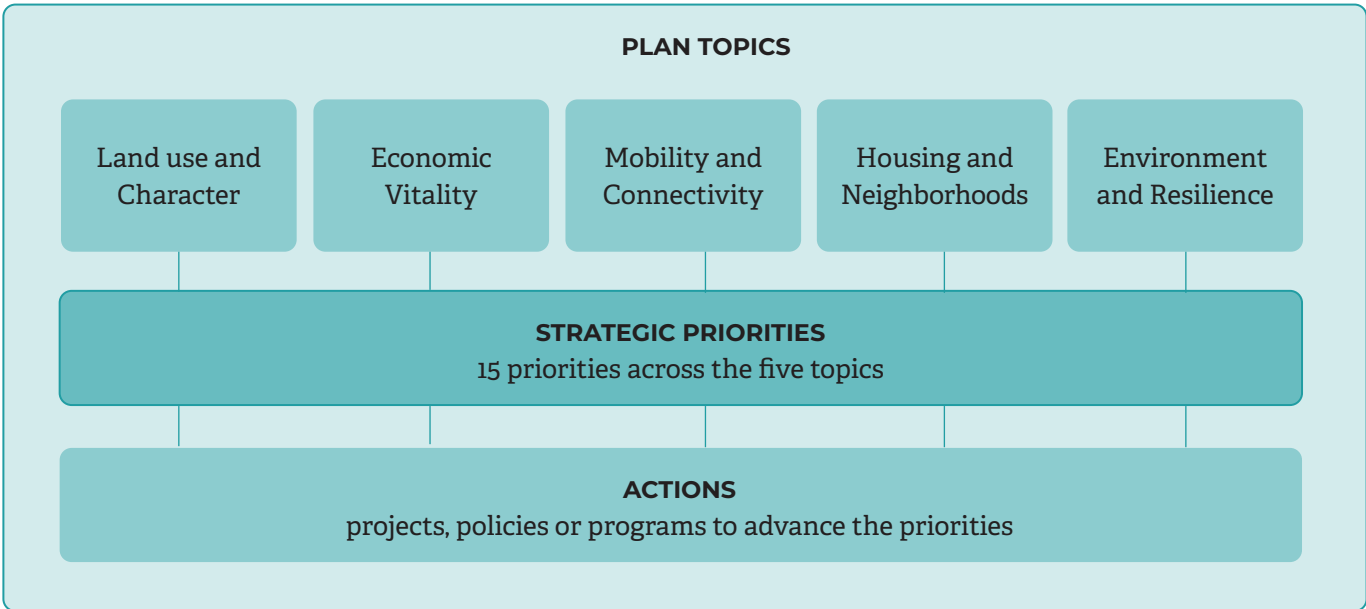 PLAN TOPICS
Land use and
Character
Economic
Vitality
Mobility and
Connectivity
Housing and
Neighborhoods
Environment
and Resilience
STRATEGIC PRIORITIES
15 priorities across the five topics
ACTIONS
projects, policies or programs to advance the priorities